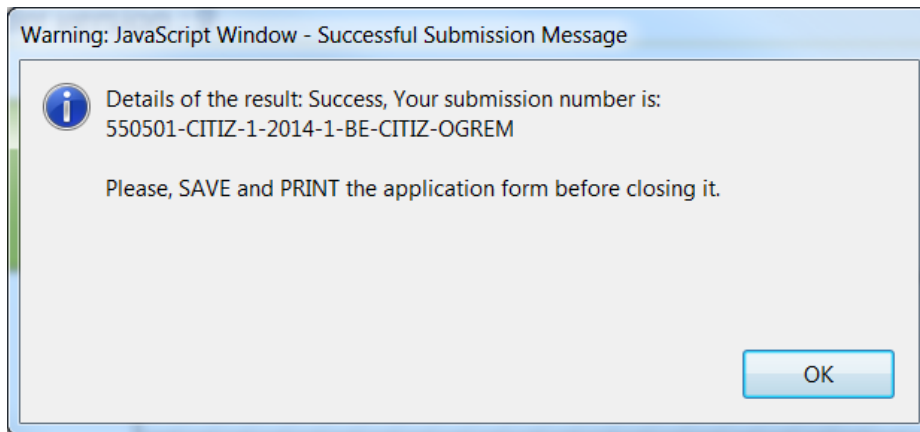 Warning: JavaScript Window - Successful Submission Message
Details of the result: Success, Your submission number is:
550501-CITIZ-1-2014-1-BE-CITIZ-OGREM
Please, SAVE and PRINT the application form before closing it.
OK